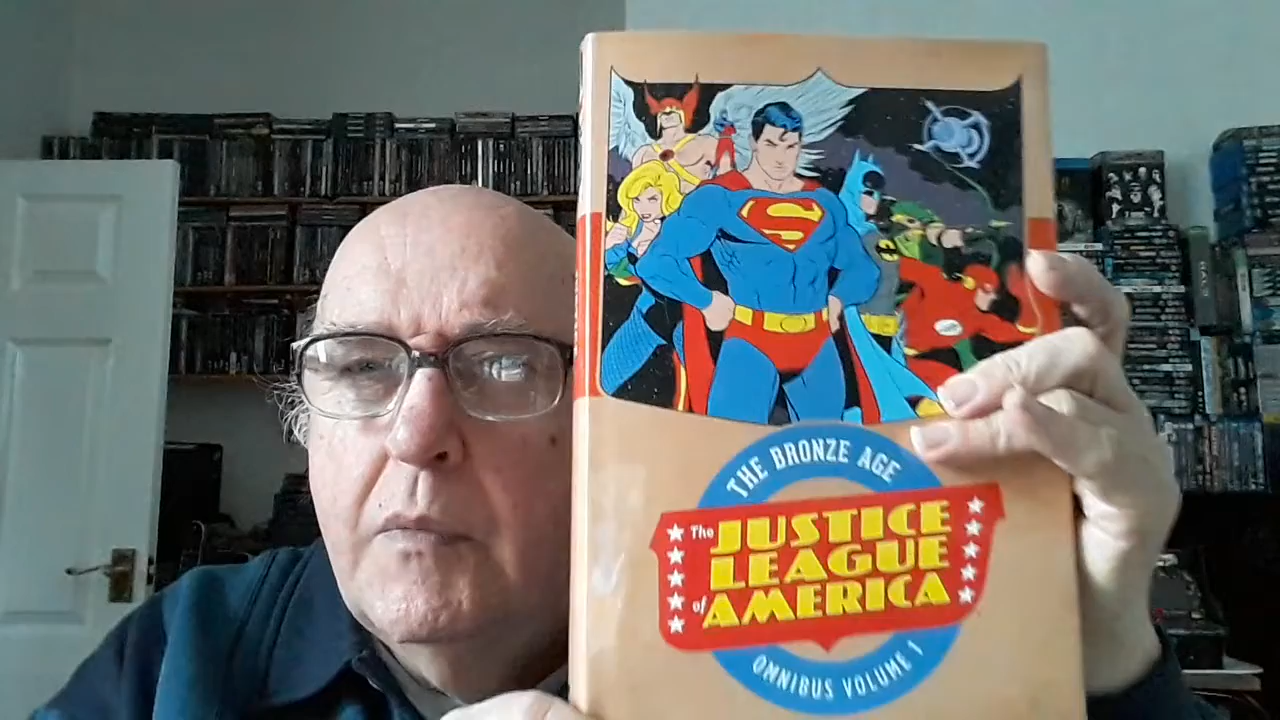 THE BRONZE AGE
The JUSTICE
LEAGUE
of AMERICA
OMNIBUS VOLUME 1